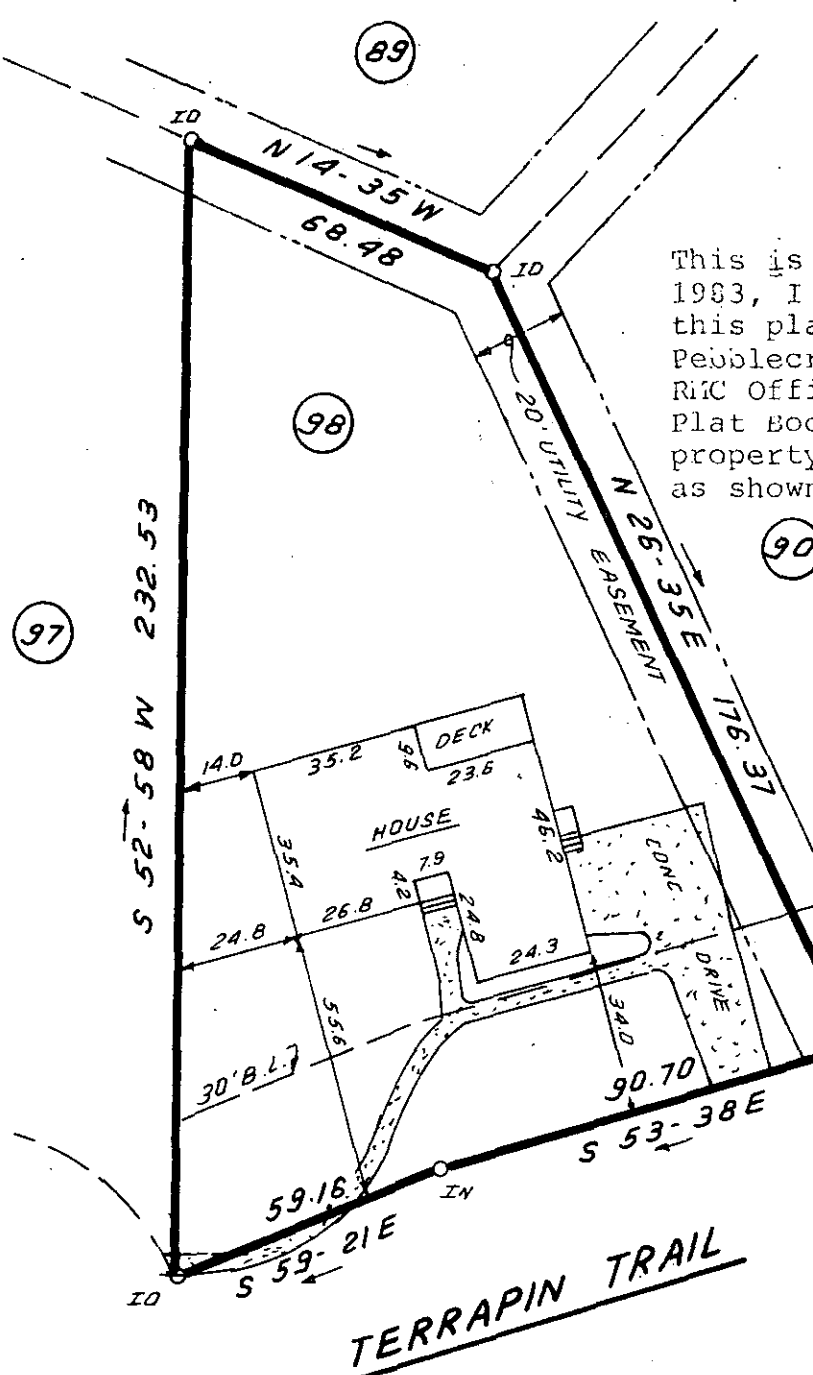 89
IO
N 14-35 W
68.48
IO
This is
1983, I
this pla
Pebblecr
RMC Offi
Plat Boo
property
as shown
98
20' UTILITY EASEMENT
N 26-35 E 176.37
90
S 52-58 W 232.53
97
14.0
35.2
9.6
DECK
23.6
HOUSE
46.2
35.4
7.9
4.2
24.8
CONC. DRIVE
24.8
26.8
24.3
55.6
34.0
30' B.L.
90.70
S 53-38 E
59.16
IN
S 59-21 E
IO
TERRAPIN TRAIL